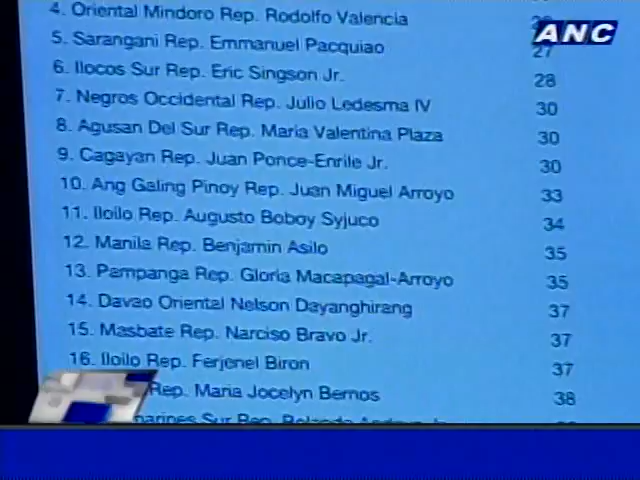 4. Oriental Mindoro Rep. Rodolfo Valencia
ANC
5. Sarangani Rep. Emmanuel Pacquiao 27
6. Ilocos Sur Rep. Eric Singson Jr. 28
7. Negros Occidental Rep. Julio Ledesma IV 30
8. Agusan Del Sur Rep. Maria Valentina Plaza 30
9. Cagayan Rep. Juan Ponce-Enrile Jr. 30
10. Ang Galing Pinoy Rep. Juan Miguel Arroyo 33
11. Iloilo Rep. Augusto Boboy Syjuco 34
12. Manila Rep. Benjamin Asilo 35
13. Pampanga Rep. Gloria Macapagal-Arroyo 35
14. Davao Oriental Nelson Dayanghirang 37
15. Masbate Rep. Narciso Bravo Jr. 37
16. Iloilo Rep. Ferjenel Biron 37
Rep. Maria Jocelyn Bernos 38
marines Sur Rep. Rolando